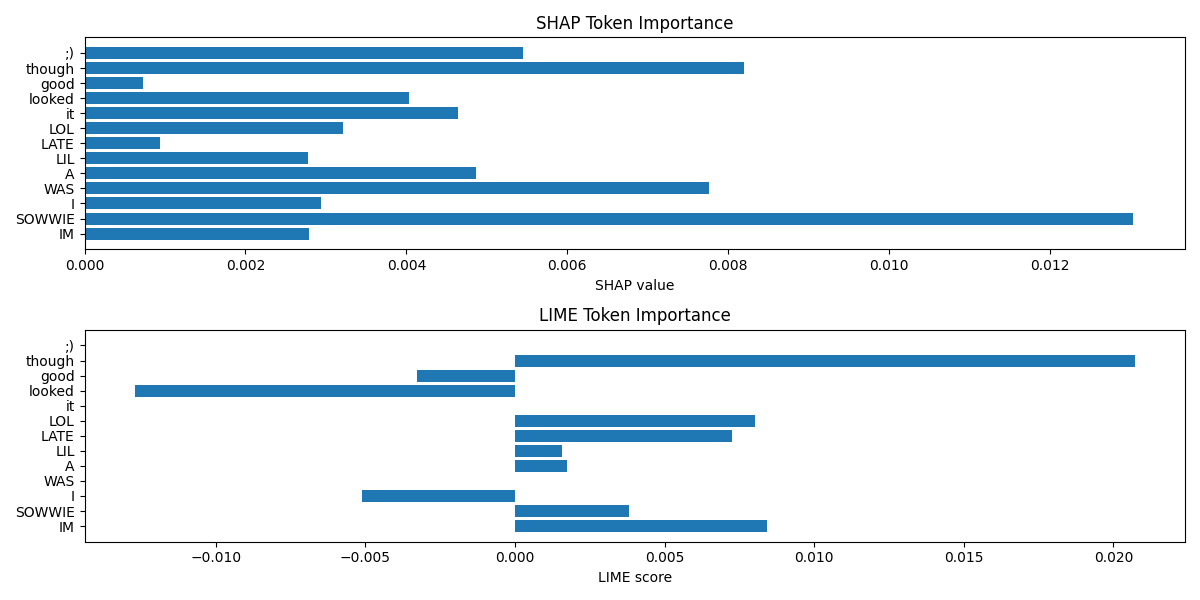 SHAP Token Importance
;)
though
good
looked
it
LOL
LATE
LIL
A
WAS
I
SOWWIE
IM
0.000 0.002 0.004 0.006 0.008 0.010 0.012
SHAP value
LIME Token Importance
;)
though
good
looked
it
LOL
LATE
LIL
A
WAS
I
SOWWIE
IM
−0.010 −0.005 0.000 0.005 0.010 0.015 0.020
LIME score